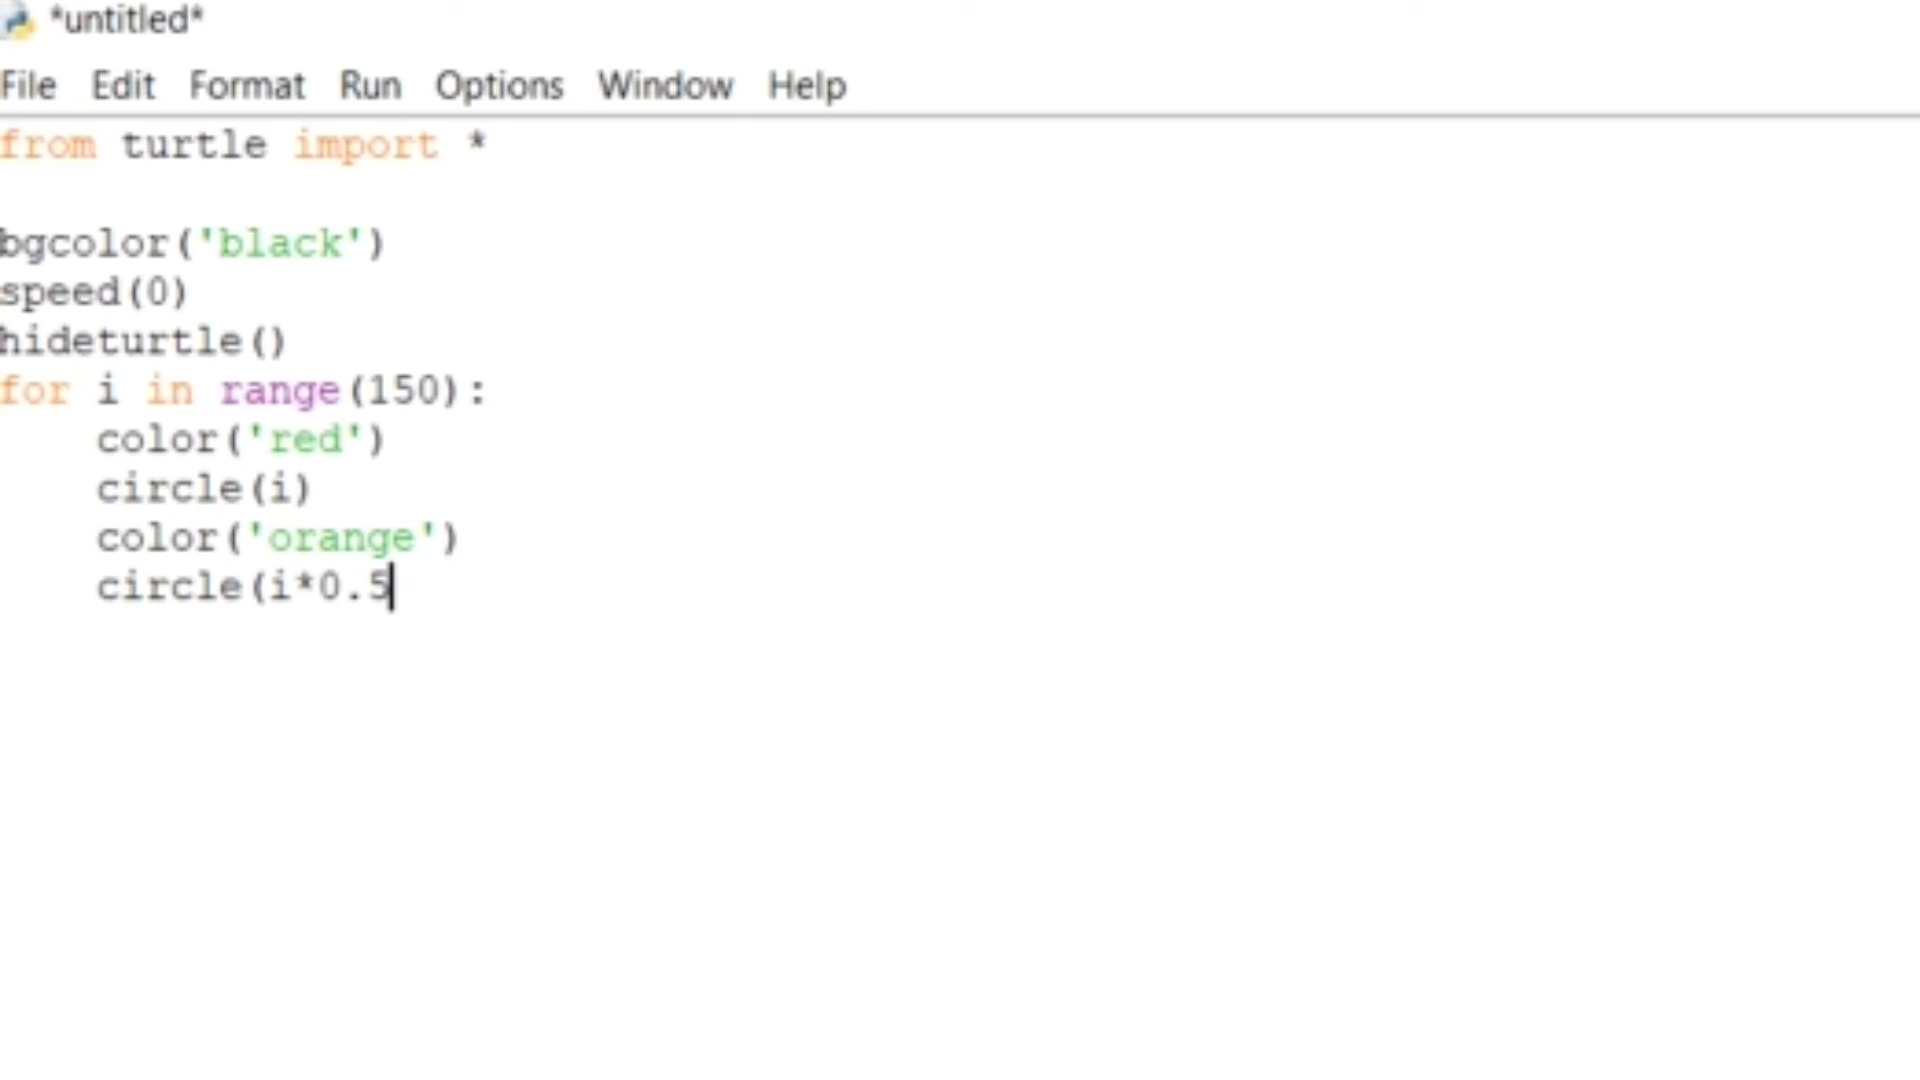 *untitled*
File Edit Format Run Options Window Help
from turtle import *
bgcolor('black')
speed(0)
hideturtle()
for i in range(150):
    color('red')
    circle(i)
    color('orange')
    circle(i*0.5